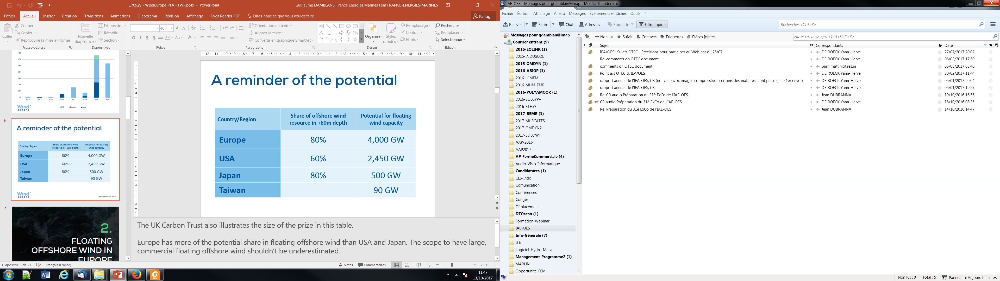 170929 - WIndEurope PTA - FWP.pptx - PowerPoint
Guillaume DAMBLANS, France Energies Marines Fem FRANCE-ENERGIES-MARINES
Fichier
Accueil
Insérer
Création
Transitions
Animations
Diaporama
Révision
Affichage
Foxit Reader PDF
Dites-nous ce que vous voulez faire
Partager
Coller
Couper
Copier
Reproduire la mise en forme
Presse-papiers
Nouvelle
diapositive
Disposition
Rétablir
Section
Diapositives
40
G I S S abc AV Aa A
Police
Orientation du texte
Aligner le texte
Convertir en graphique SmartArt
Paragraphe
Organiser
Styles
rapides
Remplissage
Contour
Effets
Dessin
Rechercher
Remplacer
Sélectionner
Édition
Wind
EUROPE
6
A reminder of the potential
Country/Region Share of offshore wind resource in +60m depth Potential for floating wind capacity
Europe 80% 4,000 GW
USA 60% 2,450 GW
Japan 80% 500 GW
Taiwan - 90 GW
Wind
EUROPE
Source: Carbon Trust, MOEA
7
2.
FLOATING
OFFSHORE WIND IN
EUROPE
A reminder of the potential
Country/Region
Share of offshore wind
resource in +60m depth
Potential for floating
wind capacity
Europe 80% 4,000 GW
USA 60% 2,450 GW
Japan 80% 500 GW
Taiwan - 90 GW
The UK Carbon Trust also illustrates the size of the prize in this table.
Europe has more of the potential share in floating offshore wind than USA and Japan. The scope to have large,
commercial floating offshore wind shouldn't be underestimated.
Diapositive 6 de 21 Français (France)
Notes Commentaires 75 %
FR
11:47
13/10/2017
IAE-OES - Messages pour gdamblan@imap - Mozilla Thunderbird
Fichier Édition Affichage Aller à Messages Évènements et tâches Outils ?
Relever Écrire Chat Adresses Étiquette Filtre rapide
Rechercher <Ctrl+K>
Messages pour gdamblan@imap
Courrier entrant (9)
2015-EOLINK (1)
2015-INDUSCOL
2015-OMDYN (1)
2016-ABIOP (1)
2016-HIMEM
2016-MHM-EMR
2016-POLYAMOOR (1)
2016-SOLCYP+
2016-STHYF
2017-BEMR (1)
2017-MUSCATTS
2017-OMDYN2
2017-SIFLOWT
AAP-2016
AAP2017
AP-FermeCommerciale (4)
Audio-Visio-Informatique
Candidatures (1)
CLS-Indo
Comunication
Conférences
Congés
Déplacements
DTOcean (1)
Formation-Webinar
IAE-OES
Info-Générale (7)
ITE
Logiciel-Hydro-Meca
Management-Programme2 (1)
MARLIN
Opportunité-FEM
Non lus Suivis Contacts Étiquettes Pièces jointes
Filtrer ces messages <Ctrl+Shift+K>
Sujet Correspondants Date
IEA/OES : Sujets OTEC - Précisions pour participer au Webinar du 25/07 DE ROECK Yann-Herve 27/07/2017 20:02
Re: comments on OTEC document DE ROECK Yann-Herve 06/03/2017 17:50
comments on OTEC document purnima@niot.res.in 06/03/2017 05:40
Point a/s OTEC & IEA/OES DE ROECK Yann-Herve 20/02/2017 11:44
rapport annuel de l'IEA-OES, CR (nouvel envoi, images compressées : certains destinataires n'ont pas reçu le 1er envoi) DE ROECK Yann-Herve 05/01/2017 20:04
rapport annuel de l'IEA-OES, CR DE ROECK Yann-Herve 05/01/2017 19:57
Re: CR audio Préparation du 31è ExCo de l'IAE-OES Jean DUBRANNA 19/10/2016 16:56
CR audio Préparation du 31è ExCo de l'IAE-OES DE ROECK Yann-Herve 18/10/2016 08:35
Re: Préparation du 31è ExCo de l'IAE-OES Jean DUBRANNA 14/10/2016 14:47
Non lus : 0 Total : 9 Panneau « Aujourd'hui »